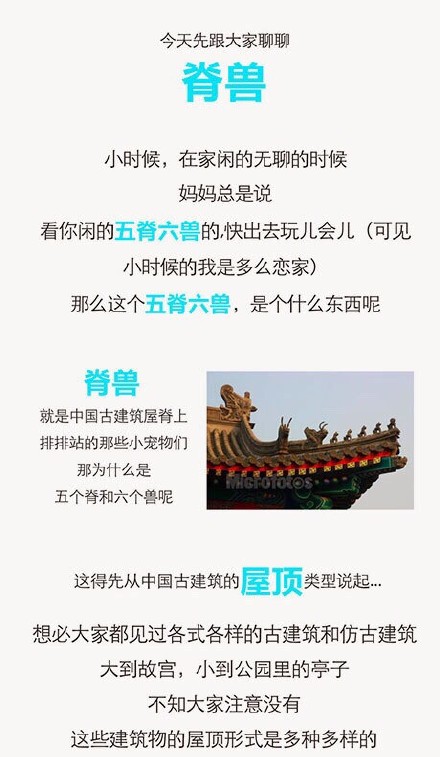 今天先跟大家聊聊
脊兽
小时候，在家闲的无聊的时候
妈妈总是说
看你闲的五脊六兽的,快出去玩儿会儿（可见
小时候的我是多么恋家）
那么这个五脊六兽，是个什么东西呢
脊兽
就是中国古建筑屋脊上
排排站的那些小宠物们
那为什么是
五个脊和六个兽呢
Microfotos
这得先从中国古建筑的屋顶类型说起...
想必大家都见过各式各样的古建筑和仿古建筑
大到故宫，小到公园里的亭子
不知大家注意没有
这些建筑物的屋顶形式是多种多样的